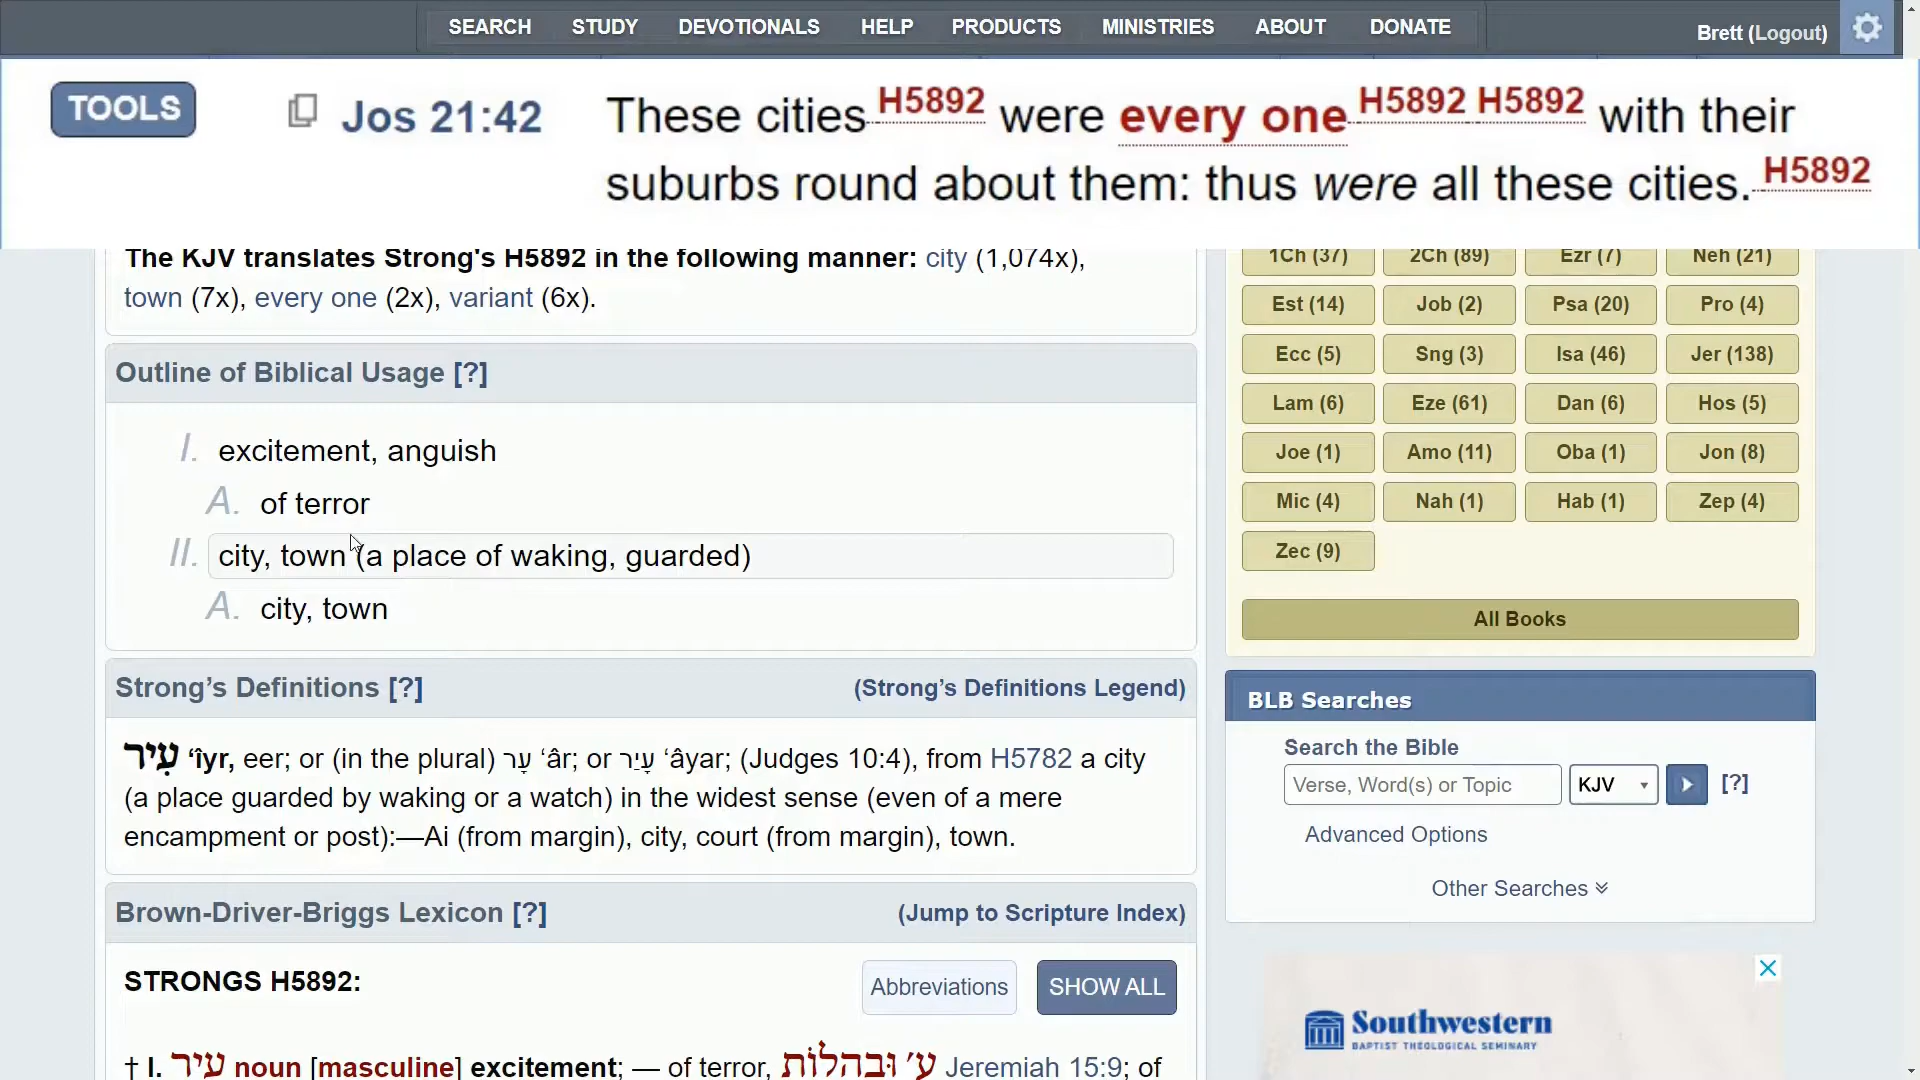 SEARCH STUDY DEVOTIONALS HELP PRODUCTS MINISTRIES ABOUT DONATE
Brett (Logout)
TOOLS
Jos 21:42
These cities H5892 were every one H5892 H5892 with their
suburbs round about them: thus were all these cities. H5892
The KJV translates Strong's H5892 in the following manner: city (1,074x),
town (7x), every one (2x), variant (6x).
Outline of Biblical Usage [?]
I. excitement, anguish
A. of terror
II. city, town (a place of waking, guarded)
A. city, town
Strong’s Definitions [?] (Strong’s Definitions Legend)
עִיר ʻîyr, eer; or (in the plural) עָר ʻâr; or עָיַר ʻâyar; (Judges 10:4), from H5782 a city
(a place guarded by waking or a watch) in the widest sense (even of a mere
encampment or post):—Ai (from margin), city, court (from margin), town.
Brown-Driver-Briggs Lexicon [?] (Jump to Scripture Index)
STRONGS H5892:
Abbreviations SHOW ALL
† I. עִיר noun [masculine] excitement; — of terror, ע׳ וּבֶהָלוֹת Jeremiah 15:9; of
1Ch (37) 2Ch (89) Ezr (7) Neh (21)
Est (14) Job (2) Psa (20) Pro (4)
Ecc (5) Sng (3) Isa (46) Jer (138)
Lam (6) Eze (61) Dan (6) Hos (5)
Joe (1) Amo (11) Oba (1) Jon (8)
Mic (4) Nah (1) Hab (1) Zep (4)
Zec (9)
All Books
BLB Searches
Search the Bible
Verse, Word(s) or Topic KJV [?]
Advanced Options
Other Searches
Southwestern
BAPTIST THEOLOGICAL SEMINARY